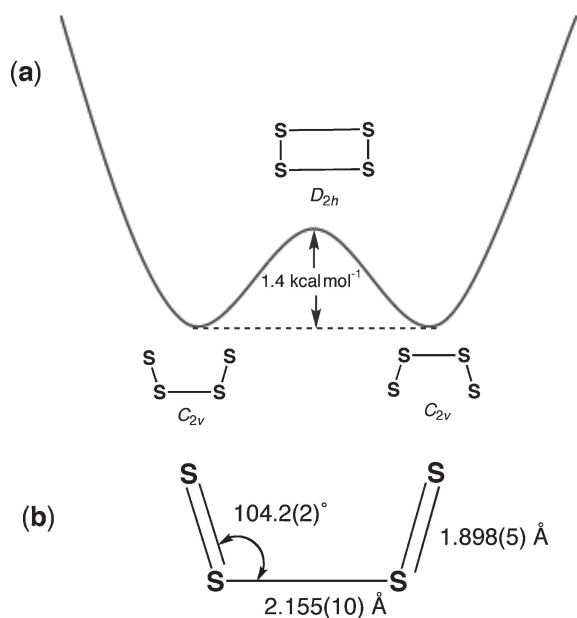 (a)
S S
S S
D2h
1.4 kcal mol-1
S S
S S
C2v
S S
S S
C2v
(b)
S S
104.2(2)°
1.898(5) Å
S S
2.155(10) Å